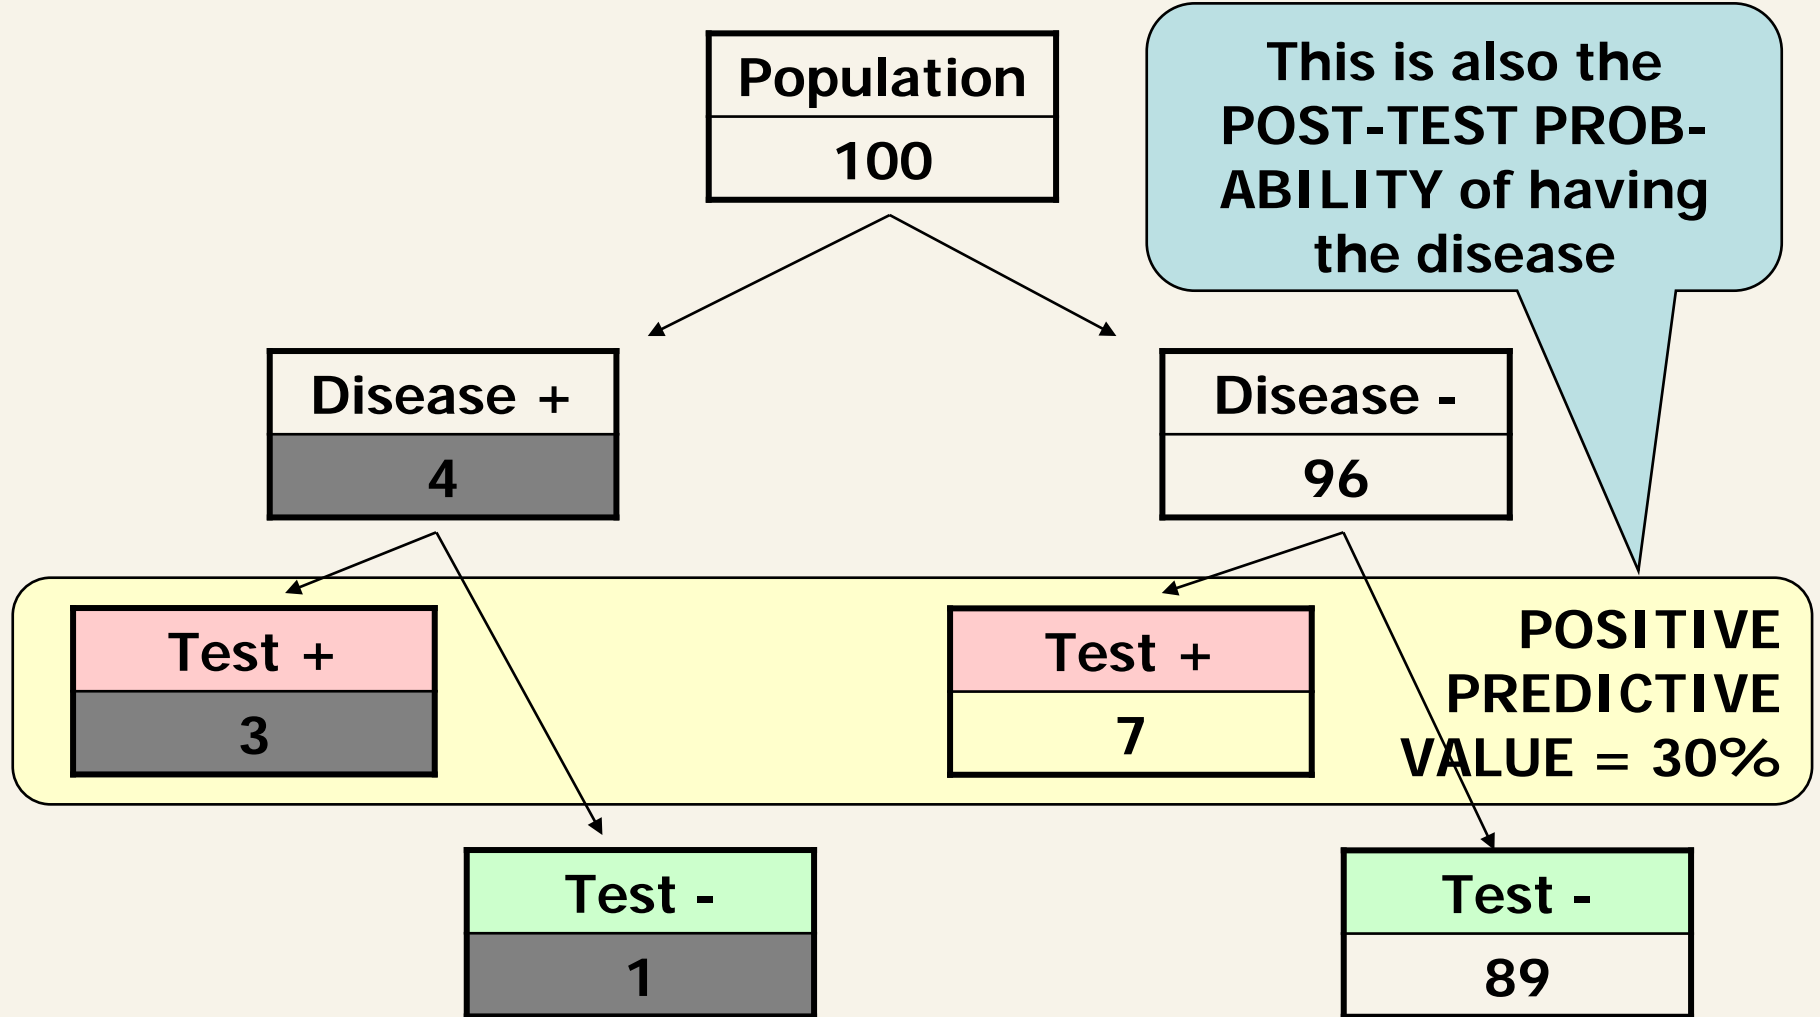 Population
100
This is also the
POST-TEST PROB-
ABILITY of having
the disease
Disease +
4
Disease -
96
Test +
3
Test +
7
POSITIVE
PREDICTIVE
VALUE = 30%
Test -
1
Test -
89